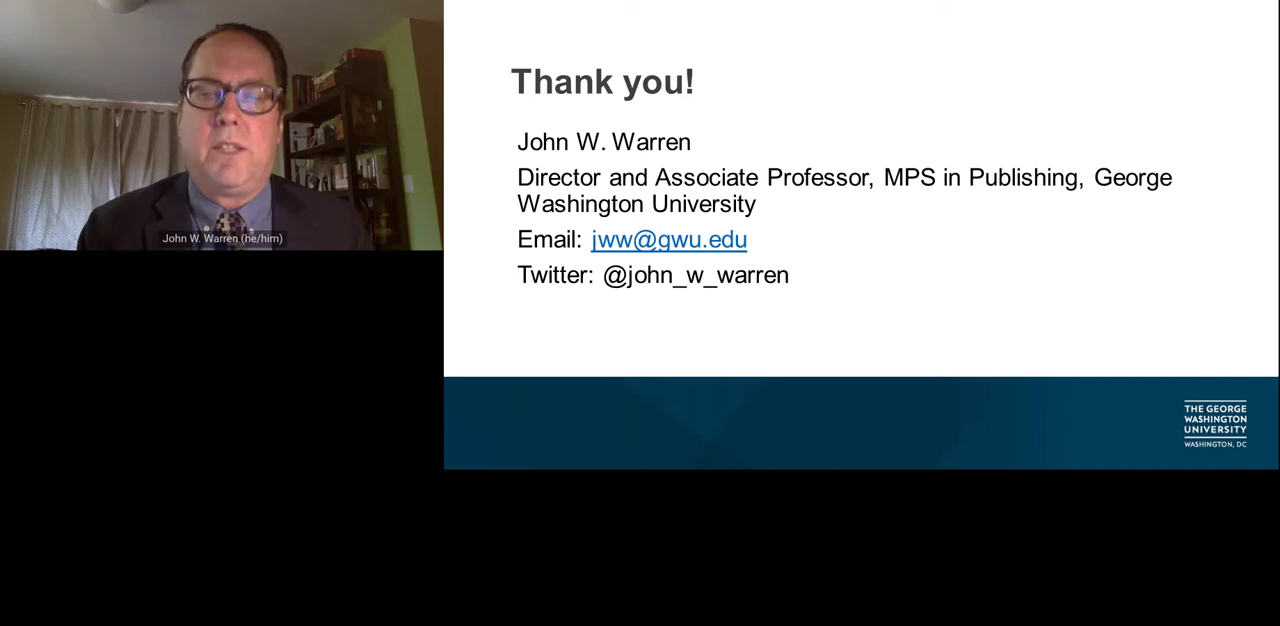 John W. Warren (he/him)
Thank you!
John W. Warren
Director and Associate Professor, MPS in Publishing, George
Washington University
Email: jww@gwu.edu
Twitter: @john_w_warren
THE GEORGE
WASHINGTON
UNIVERSITY
WASHINGTON, DC